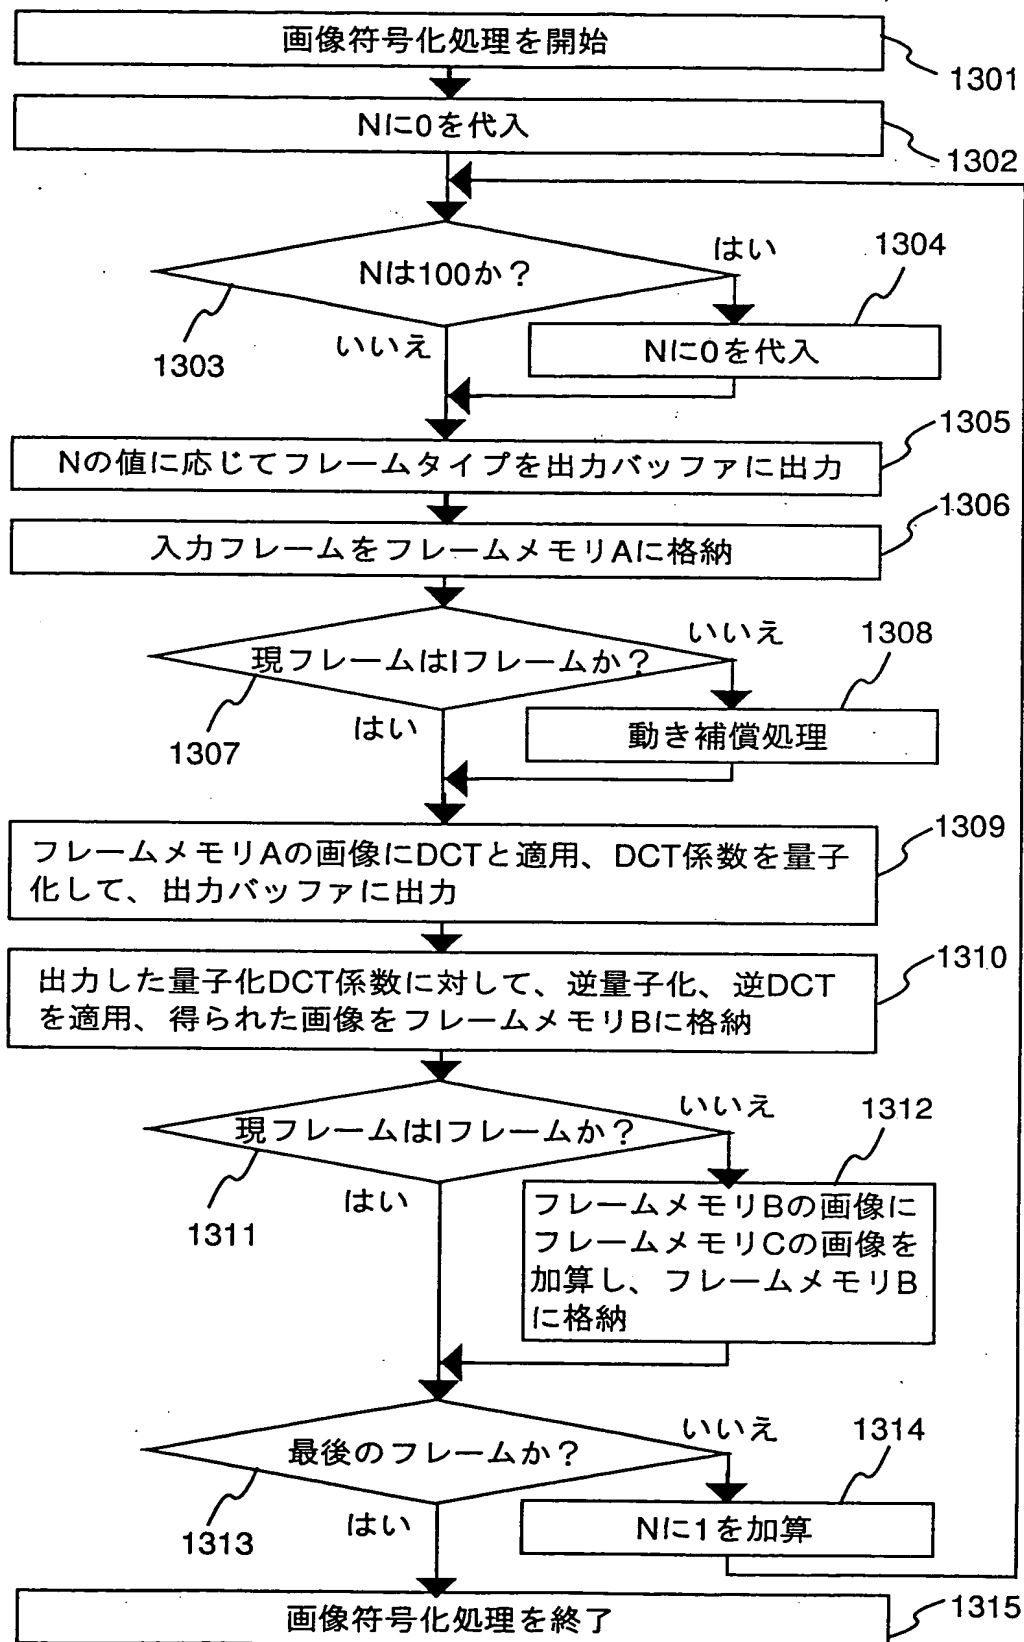 画像符号化処理を開始
1301
Nに0を代入
1302
Nは100か?
はい
1304
1303
いいえ
Nに0を代入
1305
Nの値に応じてフレームタイプを出力バッファに出力
1306
入力フレームをフレームメモリAに格納
現フレームはIフレームか?
いいえ
1308
1307
はい
動き補償処理
1309
フレームメモリAの画像にDCTと適用、DCT係数を量子
化して、出力バッファに出力
1310
出力した量子化DCT係数に対して、逆量子化、逆DCT
を適用、得られた画像をフレームメモリBに格納
現フレームはIフレームか?
いいえ
1312
1311
はい
フレームメモリBの画像に
フレームメモリCの画像を
加算し、フレームメモリB
に格納
最後のフレームか?
いいえ
1314
1313
はい
Nに1を加算
画像符号化処理を終了
1315